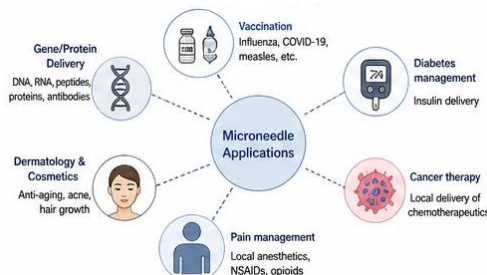 Vaccination
Influenza, COVID-19,
measles, etc.
Gene/Protein
Delivery
DNA, RNA, peptides,
proteins, antibodies
Diabetes
management
Insulin delivery
Microneedle
Applications
Dermatology &
Cosmetics
Anti-aging, acne,
hair growth
Cancer therapy
Local delivery of
chemotherapeutics
Pain management
Local anesthetics,
NSAIDs, opioids